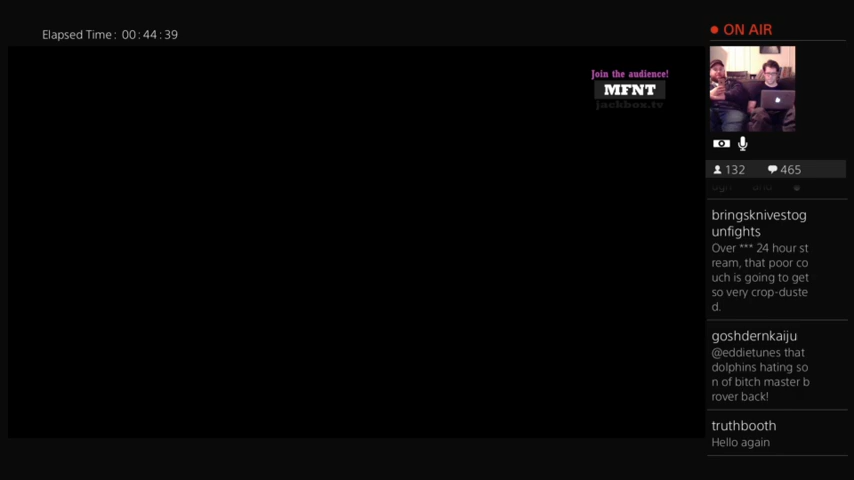 Elapsed Time: 00:44:39
ON AIR
Join the audience!
MFNT
jackbox.tv
132 465
bringsknivestog
unfights
Over *** 24 hour st
ream, that poor co
uch is going to get
so very crop-duste
d.
goshdernkaiju
@eddietunes that
dolphins hating so
n of bitch master b
rover back!
truthbooth
Hello again